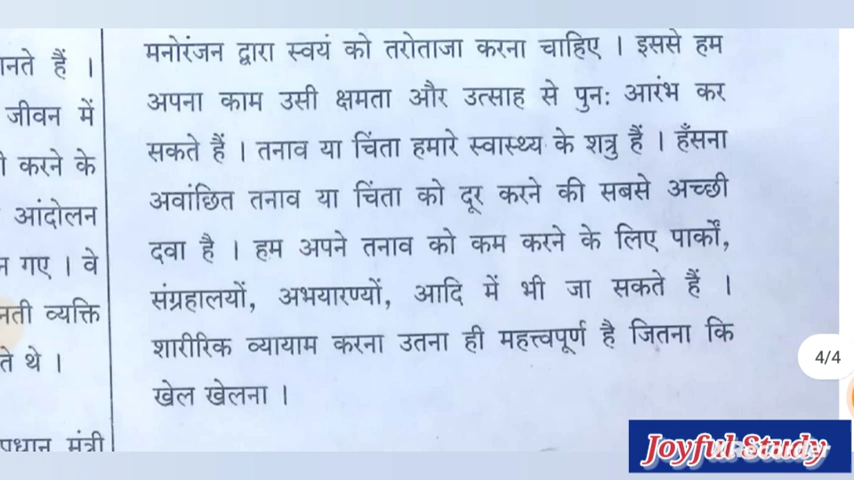 नते हैं ।
जीवन में
करने के
आंदोलन
गए । वे
नती व्यक्ति
ते थे ।
प्रधान मंत्री
मनोरंजन द्वारा स्वयं को तरोताजा करना चाहिए । इससे हम
अपना काम उसी क्षमता और उत्साह से पुनः आरंभ कर
सकते हैं । तनाव या चिंता हमारे स्वास्थ्य के शत्रु हैं । हँसना
अवांछित तनाव या चिंता को दूर करने की सबसे अच्छी
दवा है । हम अपने तनाव को कम करने के लिए पार्कों,
संग्रहालयों, अभयारण्यों, आदि में भी जा सकते हैं ।
शारीरिक व्यायाम करना उतना ही महत्त्वपूर्ण है जितना कि
खेल खेलना ।
4/4
Joyful Study